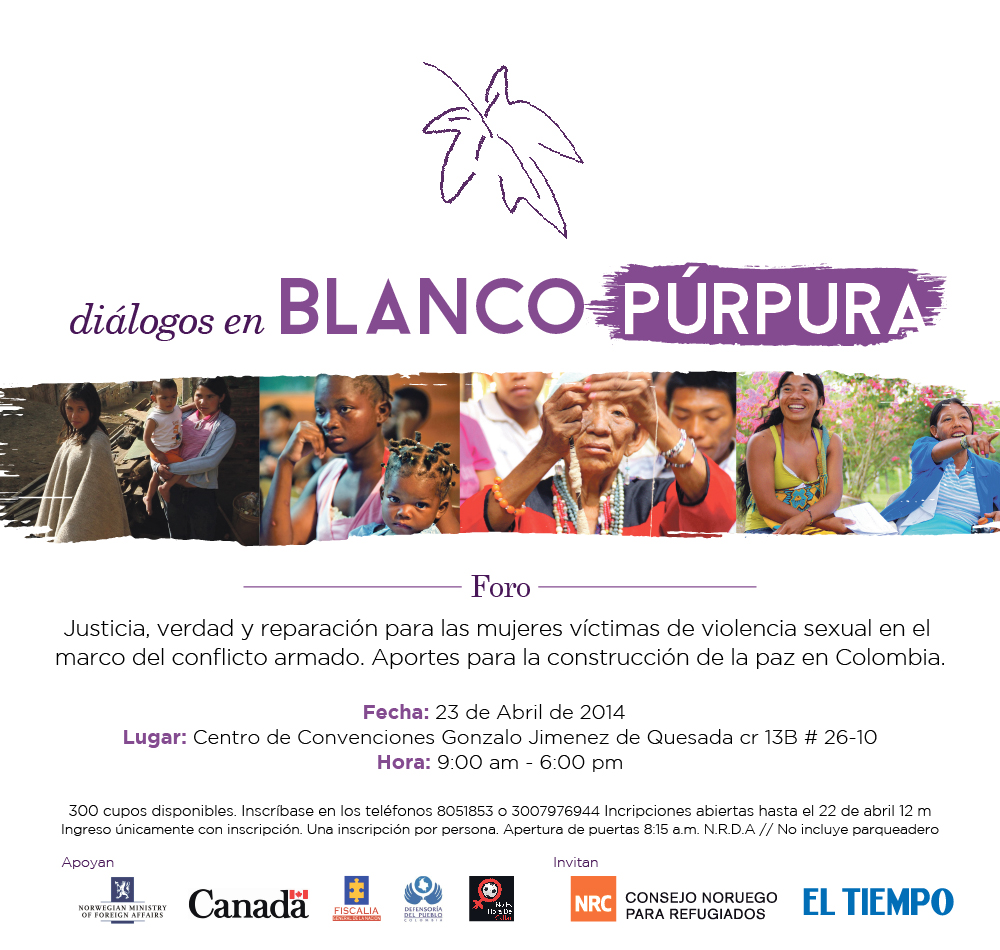 diálogos en BLANCO PÚRPURA
Foro
Justicia, verdad y reparación para las mujeres víctimas de violencia sexual en el
marco del conflicto armado. Aportes para la construcción de la paz en Colombia.
Fecha: 23 de Abril de 2014
Lugar: Centro de Convenciones Gonzalo Jimenez de Quesada cr 13B # 26-10
Hora: 9:00 am - 6:00 pm
300 cupos disponibles. Inscríbase en los teléfonos 8051853 o 3007976944 Incripciones abiertas hasta el 22 de abril 12 m
Ingreso únicamente con inscripción. Una inscripción por persona. Apertura de puertas 8:15 a.m. N.R.D.A // No incluye parqueadero
Apoyan
NORWEGIAN MINISTRY
OF FOREIGN AFFAIRS
Canada
FISCALIA
GENERAL DE LA NACION
DEFENSORÍA
DEL PUEBLO
COLOMBIA
Invitan
NRC
CONSEJO NORUEGO
PARA REFUGIADOS
EL TIEMPO